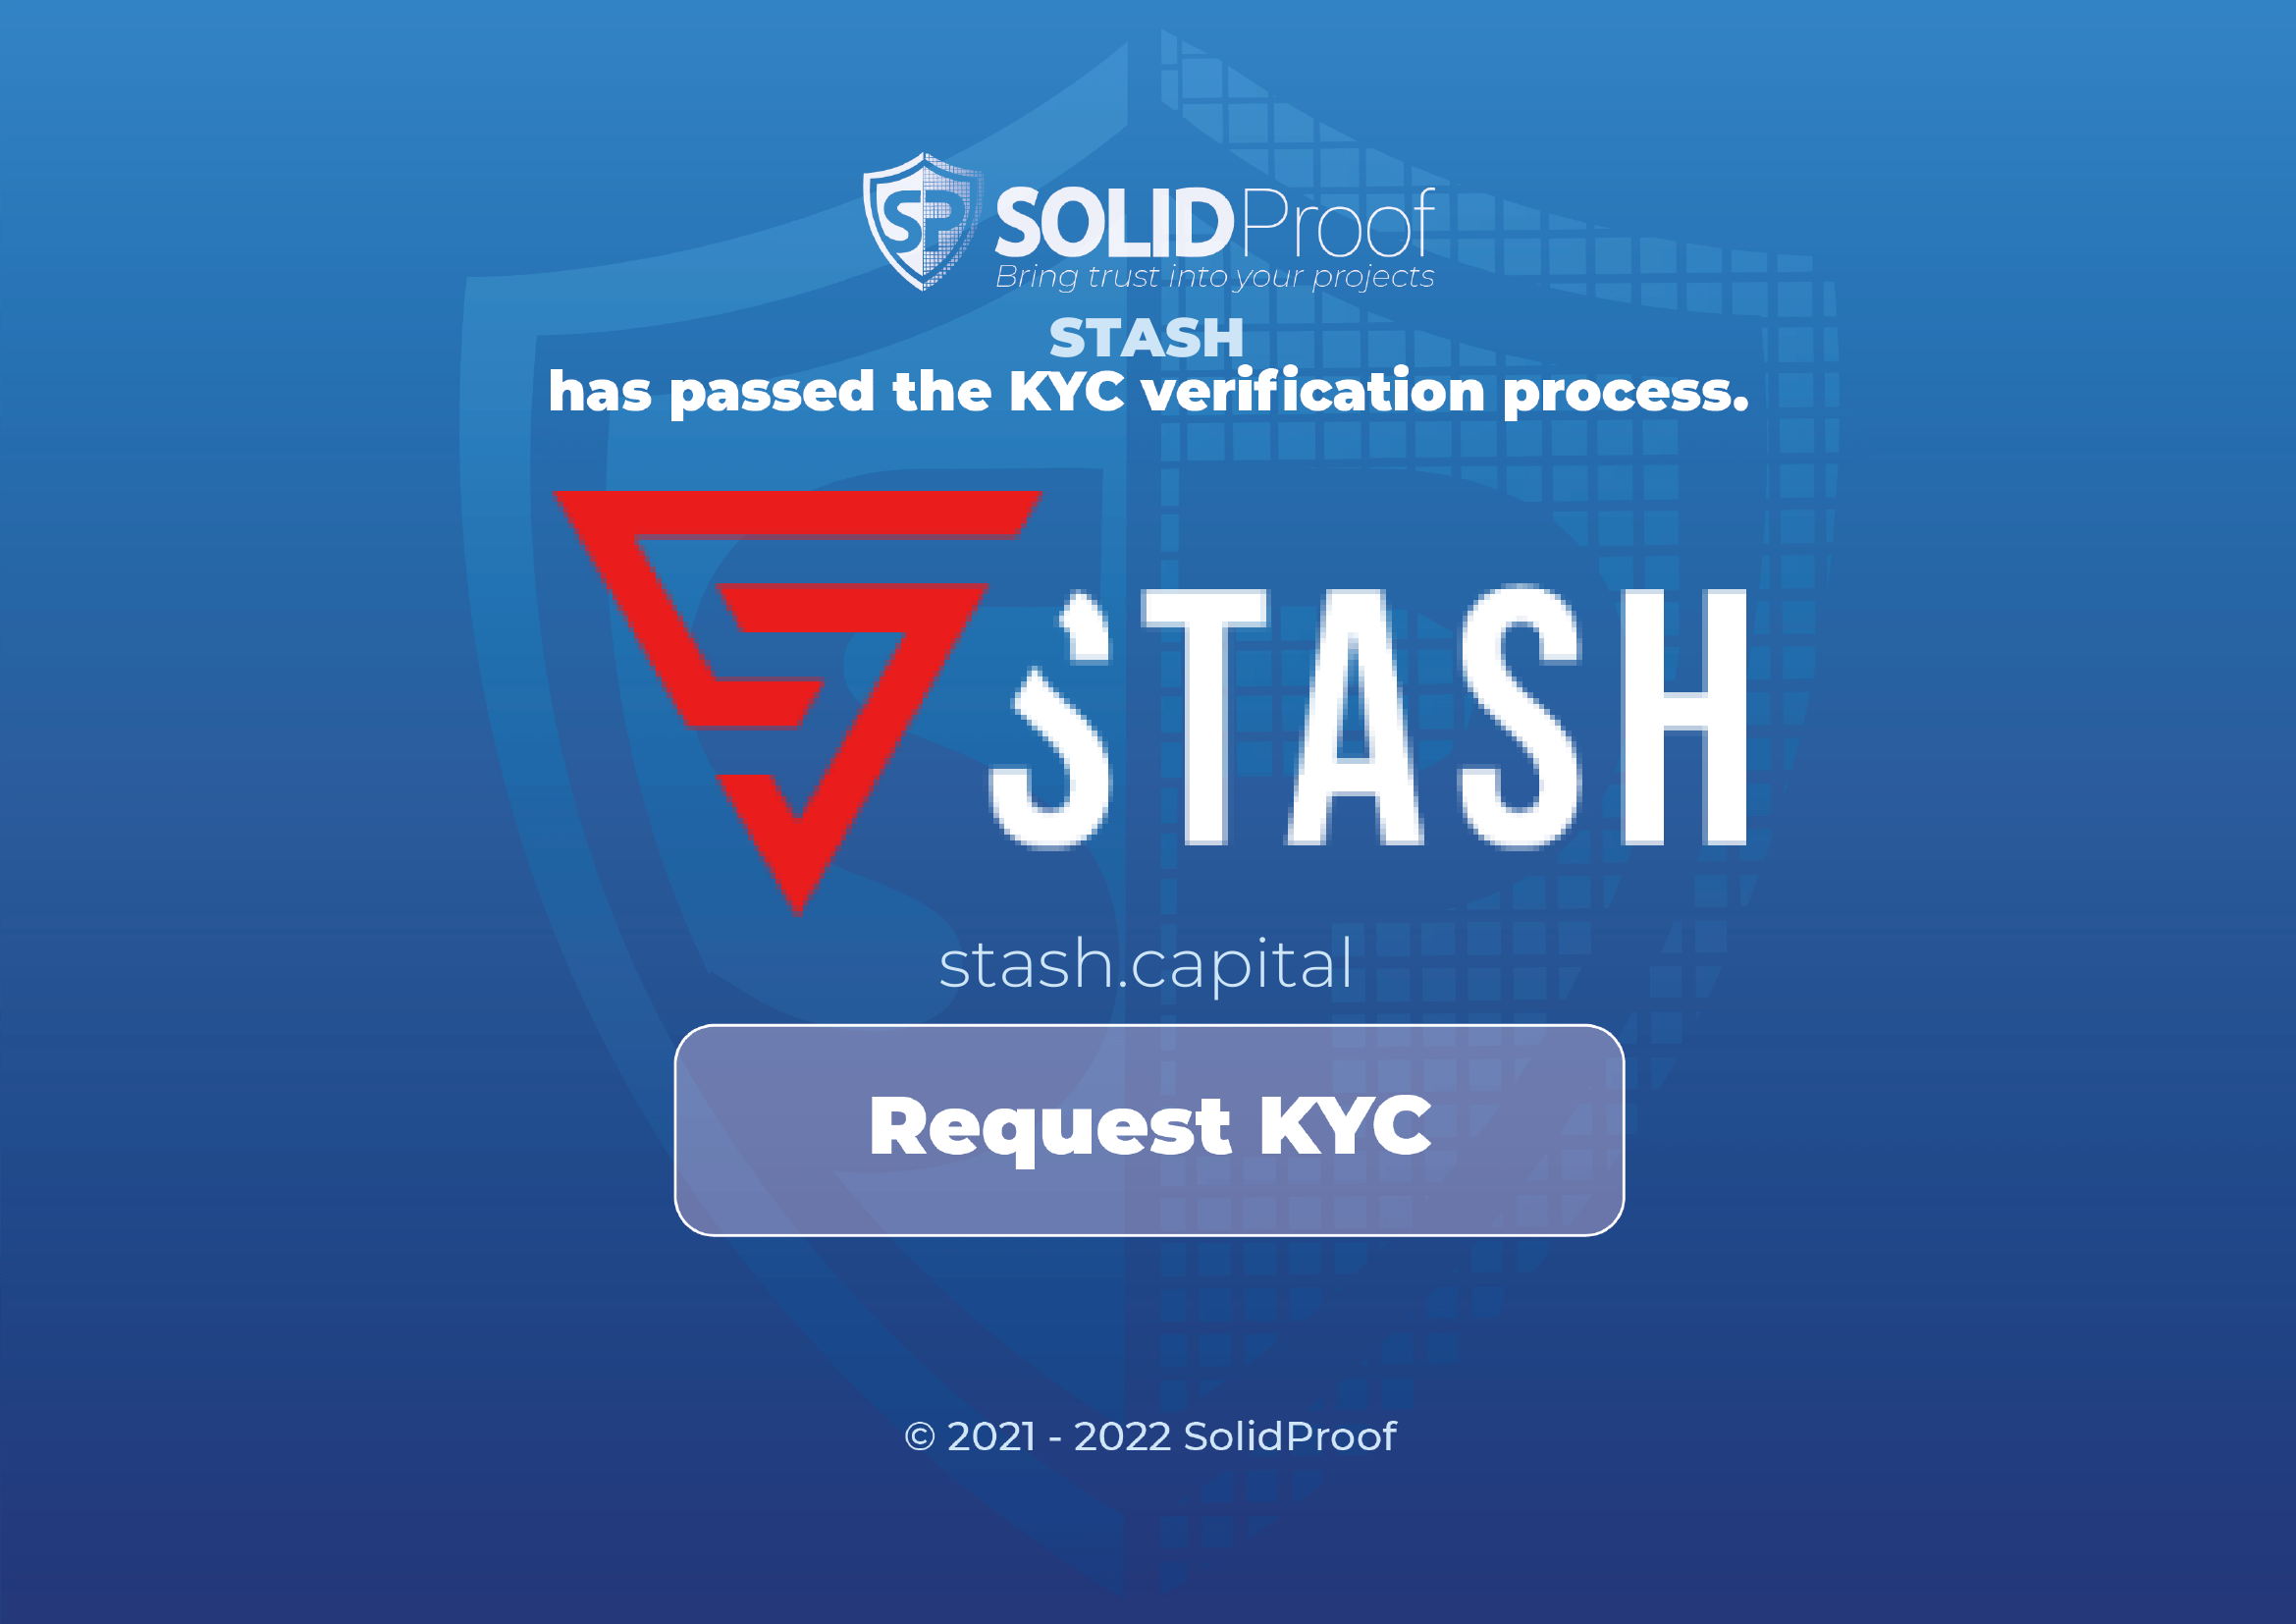 SP SOLIDProof
Bring trust into your projects
STASH
has passed the KYC verification process.
STASH
stash.capital
Request KYC
© 2021 - 2022 SolidProof